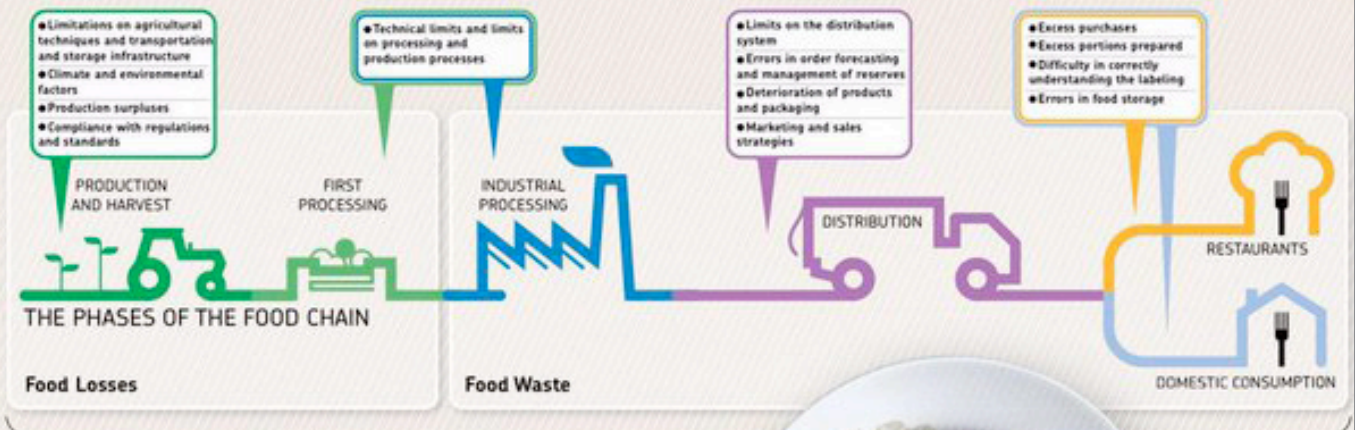 ●Limitations on agricultural
techniques and transportation
and storage infrastructure
●Climate and environmental
factors
●Production surpluses
●Compliance with regulations
and standards
●Technical limits and limits
on processing and
production processes
●Limits on the distribution
system
●Errors in order forecasting
and management of reserves
●Deterioration of products
and packaging
●Marketing and sales
strategies
●Excess purchases
●Excess portions prepared
●Difficulty in correctly
understanding the labeling
●Errors in food storage
PRODUCTION
AND HARVEST
FIRST
PROCESSING
INDUSTRIAL
PROCESSING
DISTRIBUTION
RESTAURANTS
THE PHASES OF THE FOOD CHAIN
DOMESTIC CONSUMPTION
Food Losses
Food Waste